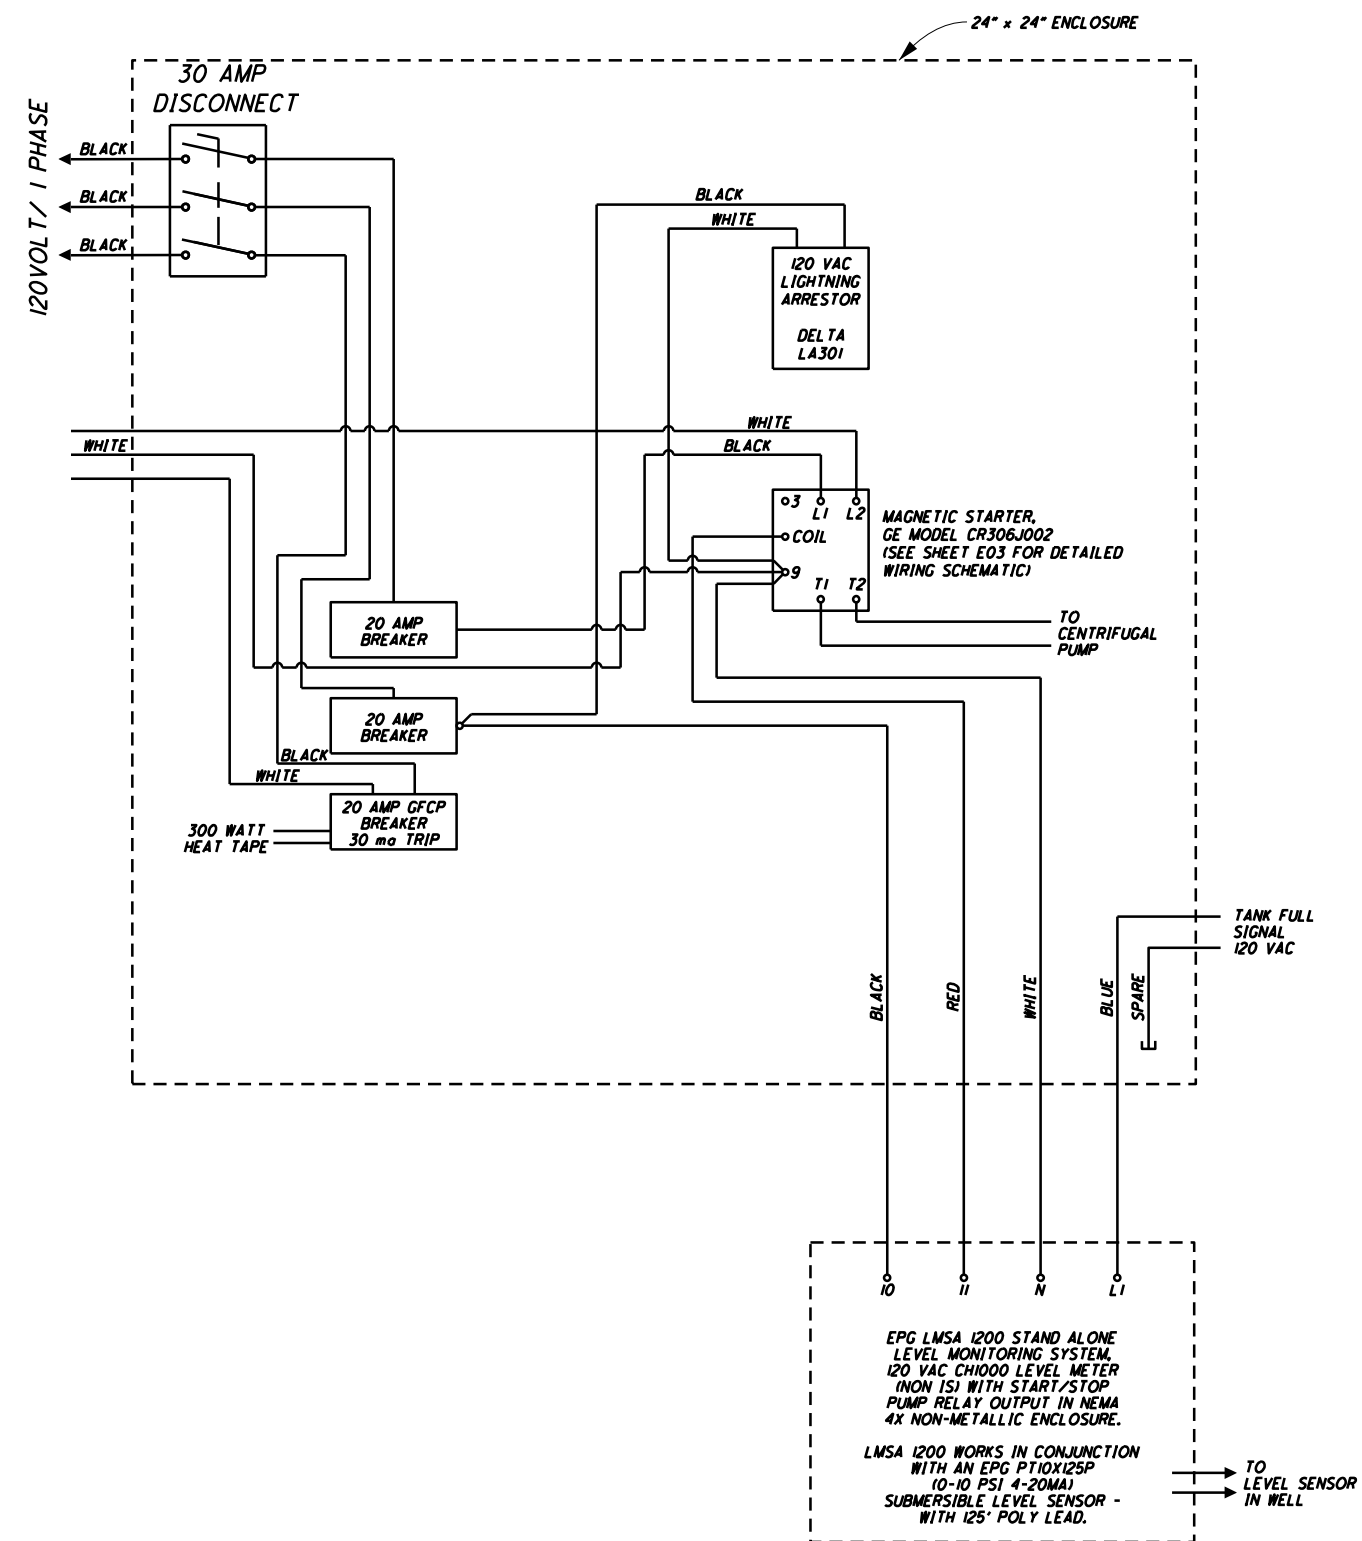 24" x 24" ENCLOSURE
30 AMP
DISCONNECT
120VOLT/ 1 PHASE
BLACK
BLACK
BLACK
BLACK
WHITE
120 VAC
LIGHTNING
ARRESTOR
DELTA
LA301
WHITE
WHITE
BLACK
3
L1
L2
COIL
9
T1
T2
MAGNETIC STARTER,
GE MODEL CR306J002
(SEE SHEET E03 FOR DETAILED
WIRING SCHEMATIC)
TO
CENTRIFUGAL
PUMP
20 AMP
BREAKER
20 AMP
BREAKER
BLACK
WHITE
20 AMP GFCP
BREAKER
30 ma TRIP
300 WATT
HEAT TAPE
TANK FULL
SIGNAL
120 VAC
BLACK
RED
WHITE
BLUE
SPARE
10
11
N
L1
EPG LMSA 1200 STAND ALONE
LEVEL MONITORING SYSTEM,
120 VAC CH1000 LEVEL METER
(NON IS) WITH START/STOP
PUMP RELAY OUTPUT IN NEMA
4X NON-METALLIC ENCLOSURE.
LMSA 1200 WORKS IN CONJUNCTION
WITH AN EPG PT10X125P
(0-10 PSI 4-20MA)
SUBMERSIBLE LEVEL SENSOR -
WITH 125' POLY LEAD.
TO
LEVEL SENSOR
IN WELL